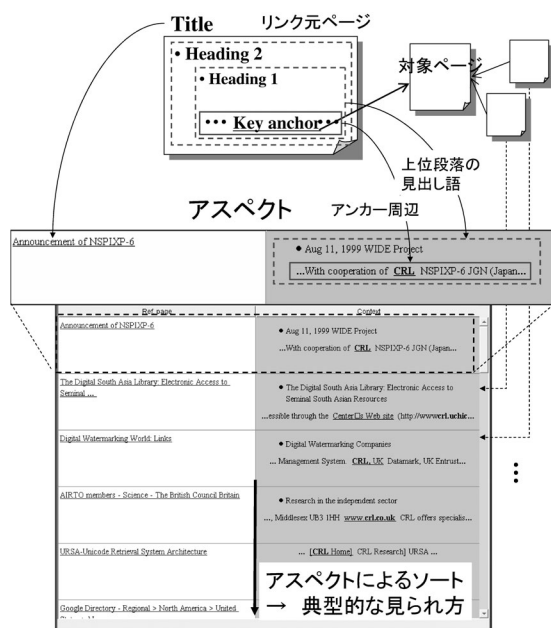 Title
リンク元ページ
• Heading 2
• Heading 1
••• Key anchor •••
対象ページ
上位段落の
見出し語
アスペクト
アンカー周辺
Announcement of NSPIXP-6
● Aug 11, 1999 WIDE Project
...With cooperation of CRL NSPIXP-6 JGN (Japan...
Ref page
Context
Announcement of NSPIXP-6
● Aug 11, 1999 WIDE Project
...With cooperation of CRL NSPIXP-6 JGN (Japan...
The Digital South Asia Library: Electronic Access to
Seminal ...
● The Digital South Asia Library: Electronic Access to
Seminal South Asian Resources
...essible through the Center□s Web site (http://wwwcrl.uchic...
Digital Watermarking World: Links
● Digital Watermarking Companies
... Management System. CRL, UK Datamark, UK Entrust...
AIRTO members - Science - The British Council Britain
● Research in the independent sector
..., Middlesex UB3 1HH www.crl.co.uk CRL offers specialis...
URSA-Unicode Retrieval System Architecture
... [CRL Home] CRL Research] URSA ...
Google Directory - Regional > North America > United
アスペクトによるソート
→ 典型的な見られ方